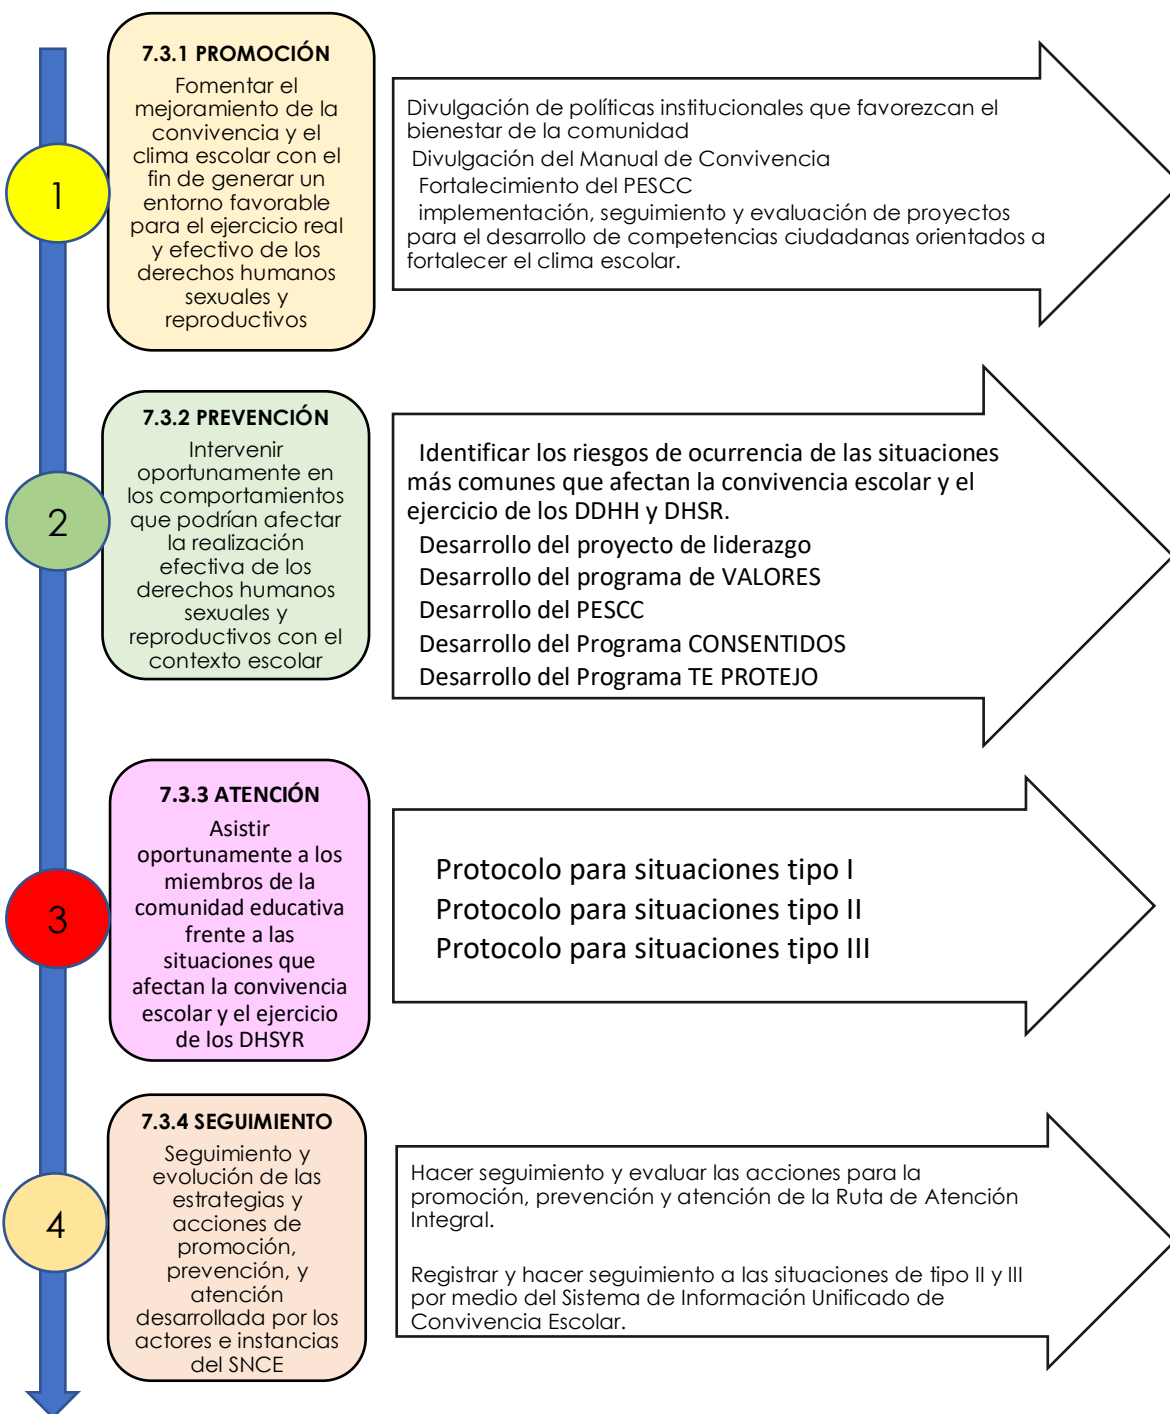 1
7.3.1 PROMOCIÓN
Fomentar el
mejoramiento de la
convivencia y el
clima escolar con el
fin de generar un
entorno favorable
para el ejercicio real
y efectivo de los
derechos humanos
sexuales y
reproductivos
Divulgación de políticas institucionales que favorezcan el
bienestar de la comunidad
Divulgación del Manual de Convivencia
Fortalecimiento del PESCC
implementación, seguimiento y evaluación de proyectos
para el desarrollo de competencias ciudadanas orientados a
fortalecer el clima escolar.
2
7.3.2 PREVENCIÓN
Intervenir
oportunamente en
los comportamientos
que podrían afectar
la realización
efectiva de los
derechos humanos
sexuales y
reproductivos con el
contexto escolar
Identificar los riesgos de ocurrencia de las situaciones
más comunes que afectan la convivencia escolar y el
ejercicio de los DDHH y DHSR.
Desarrollo del proyecto de liderazgo
Desarrollo del programa de VALORES
Desarrollo del PESCC
Desarrollo del Programa CONSENTIDOS
Desarrollo del Programa TE PROTEJO
3
7.3.3 ATENCIÓN
Asistir
oportunamente a los
miembros de la
comunidad educativa
frente a las
situaciones que
afectan la convivencia
escolar y el ejercicio
de los DHSYR
Protocolo para situaciones tipo I
Protocolo para situaciones tipo II
Protocolo para situaciones tipo III
4
7.3.4 SEGUIMIENTO
Seguimiento y
evolución de las
estrategias y
acciones de
promoción,
prevención, y
atención
desarrollada por los
actores e instancias
del SNCE
Hacer seguimiento y evaluar las acciones para la
promoción, prevención y atención de la Ruta de Atención
Integral.
Registrar y hacer seguimiento a las situaciones de tipo II y III
por medio del Sistema de Información Unificado de
Convivencia Escolar.